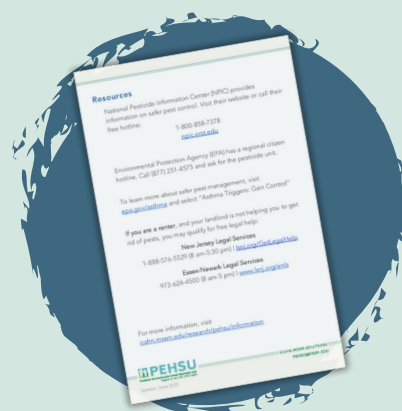 Resources
National Pesticide Information Center (NPIC) provides
information on safer pest control. Visit their website or call their
free hotline:
1-800-858-7378
npic.orst.edu
Environmental Protection Agency (EPA) has a regional citizen
hotline. Call (877) 251-4575 and ask for the pesticide unit.
To learn more about safer pest management, visit
epa.gov/asthma and select "Asthma Triggers: Gain Control"
If you are a renter, and your landlord is not helping you to get
rid of pests, you may qualify for free legal help:
New Jersey Legal Services
1-888-576-5529 (8 am-5:30 pm) | lsnj.org/GetLegalHelp
Essex-Newark Legal Services
973-624-4500 (8 am-5 pm) | www.lsnj.org/enls
For more information, visit
icahn.mssm.edu/research/pehsu/information
PEHSU
Version: June 2023